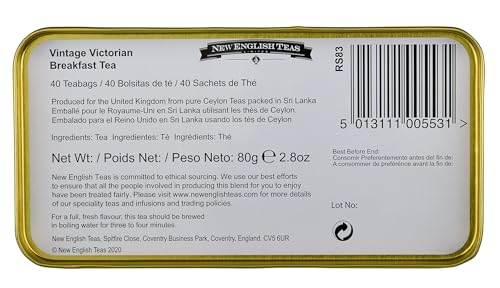 Vintage Victorian
Breakfast Tea
NEW ENGLISH TEAS
LIMITED
RS83
40 Teabags / 40 Bolsitas de té / 40 Sachets de Thé
Produced for the United Kingdom from pure Ceylon Teas packed in Sri Lanka
Emballé pour le Royaume-Uni en Sri Lanka utilisant les thés de Ceylon.
Embalado para el Reino Unido en Sri Lanka usando los tés de Ceylon.
Ingredients: Tea Ingredientes: Té Ingrédients: Thé
Net Wt: / Poids Net: / Peso Neto: 80g ℮ 2.8oz
New English Teas is committed to ethical sourcing. We use our best efforts
to ensure that all the people involved in producing this blend for you to enjoy
have been treated fairly. Please visit www.newenglishteas.com for more details
of our speciality teas and infusions and trading policies.
For a full, fresh flavour, this tea should be brewed
in boiling water for three to four minutes.
New English Teas, Spitfire Close, Coventry Business Park, Coventry, England. CV5 6UR
© New English Teas 2020
5 013111 005531 >
Best Before End:
Consomir Preferentemente antes del fin de:
A consommer de préférence avant fin de.
Lot No: